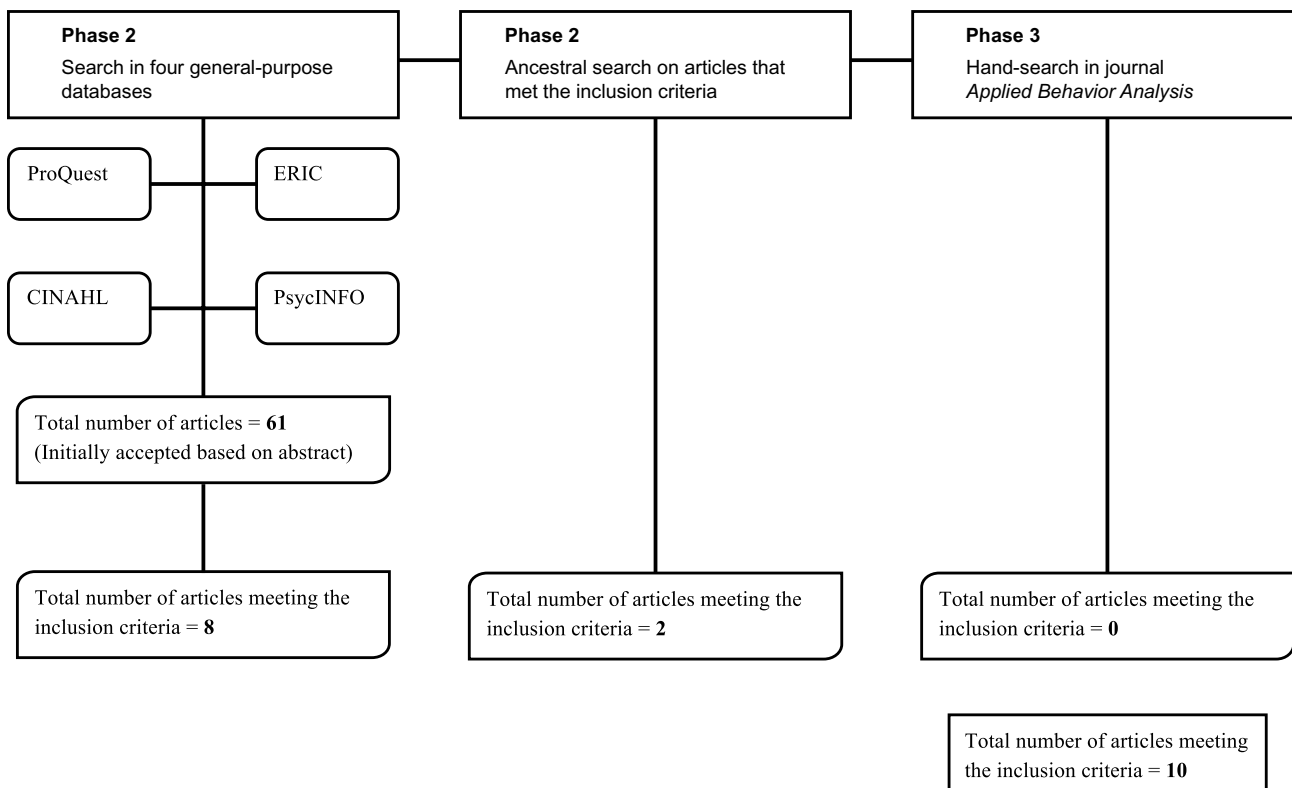 Phase 2
Search in four general-purpose
databases
Phase 2
Ancestral search on articles that
met the inclusion criteria
Phase 3
Hand-search in journal
Applied Behavior Analysis
ProQuest
ERIC
CINAHL
PsycINFO
Total number of articles = 61
(Initially accepted based on abstract)
Total number of articles meeting the
inclusion criteria = 8
Total number of articles meeting the
inclusion criteria = 2
Total number of articles meeting the
inclusion criteria = 0
Total number of articles meeting
the inclusion criteria = 10